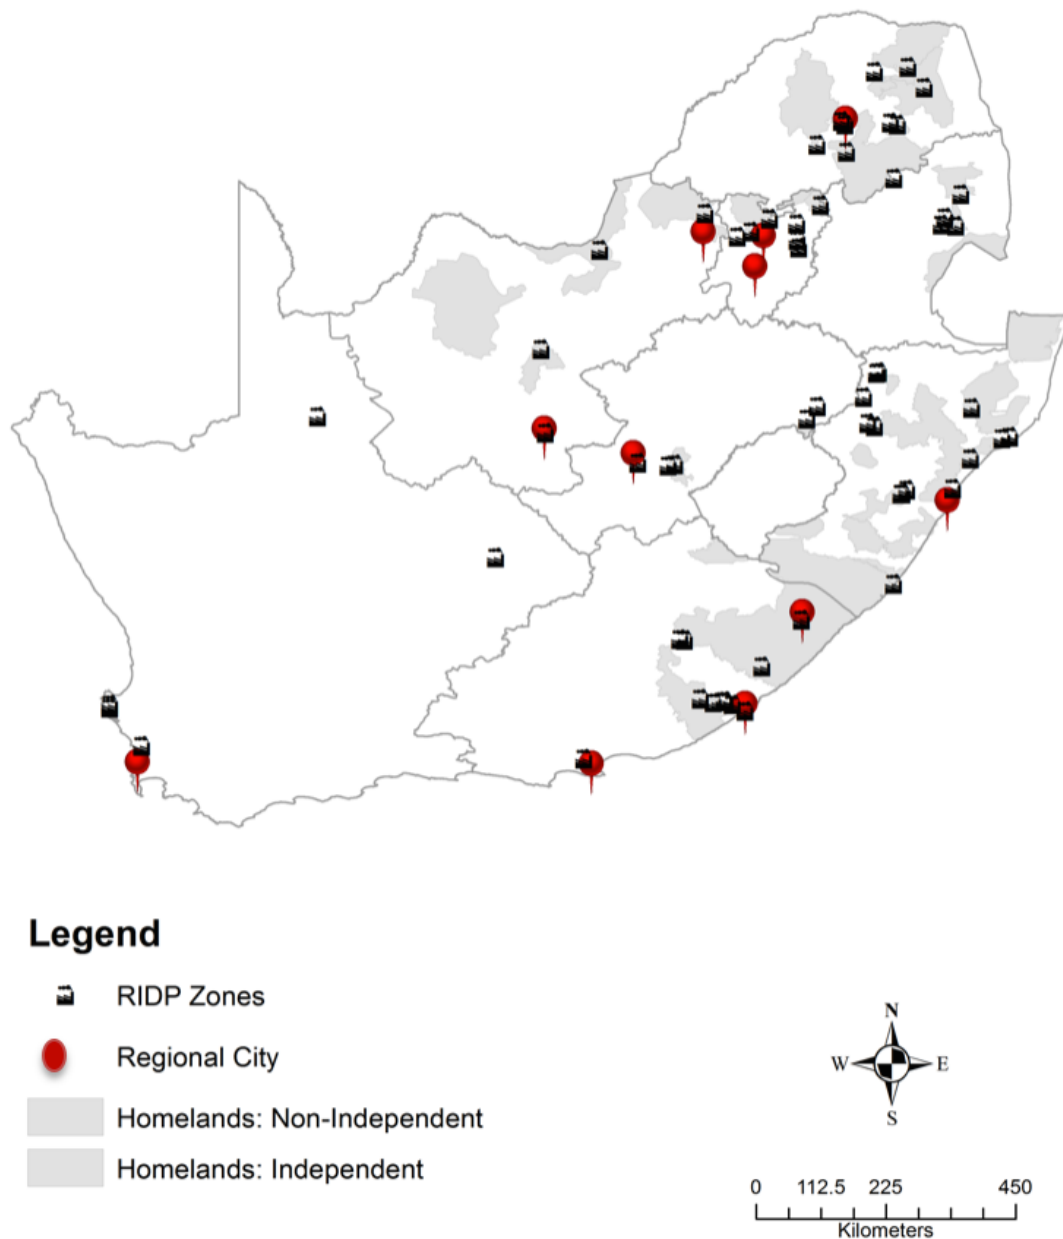 Legend
RIDP Zones
Regional City
Homelands: Non-Independent
Homelands: Independent
N
W E
S
0 112.5 225 450
Kilometers